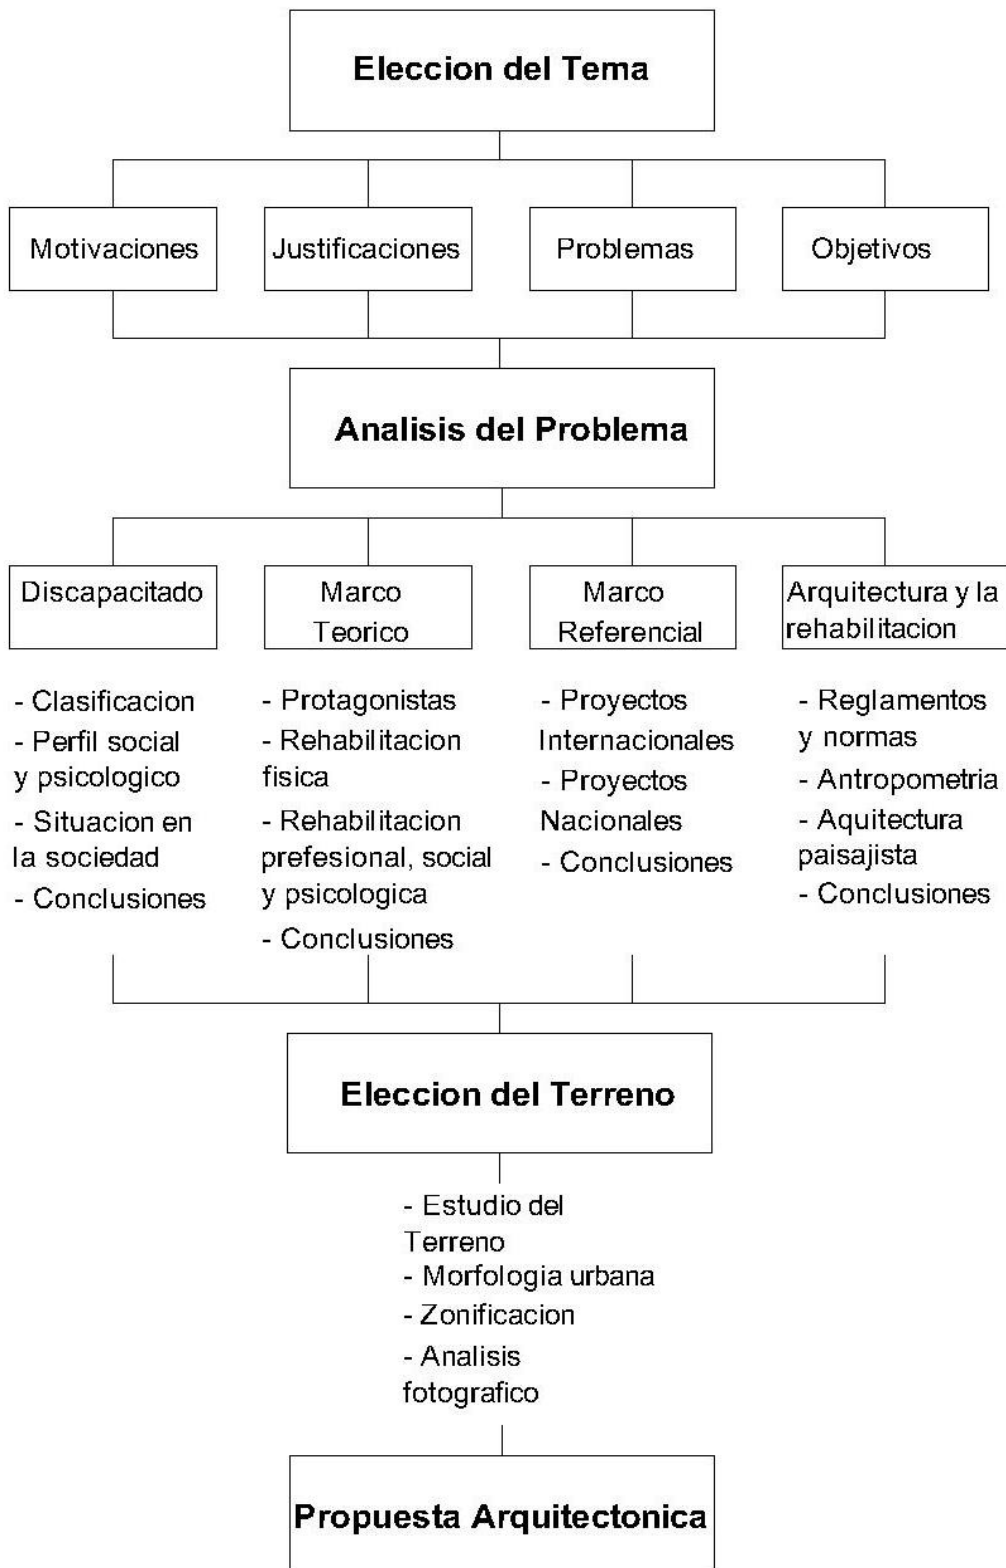 Eleccion del Tema
Motivaciones
Justificaciones
Problemas
Objetivos
Analisis del Problema
Discapacitado
Marco
Teorico
Marco
Referencial
Arquitectura y la
rehabilitacion
- Clasificacion
- Perfil social
y psicologico
- Situacion en
la sociedad
- Conclusiones
- Protagonistas
- Rehabilitacion
fisica
- Rehabilitacion
prefesional, social
y psicologica
- Conclusiones
- Proyectos
Internacionales
- Proyectos
Nacionales
- Conclusiones
- Reglamentos
y normas
- Antropometria
- Aquitectura
paisajista
- Conclusiones
Eleccion del Terreno
- Estudio del
Terreno
- Morfologia urbana
- Zonificacion
- Analisis
fotografico
Propuesta Arquitectonica